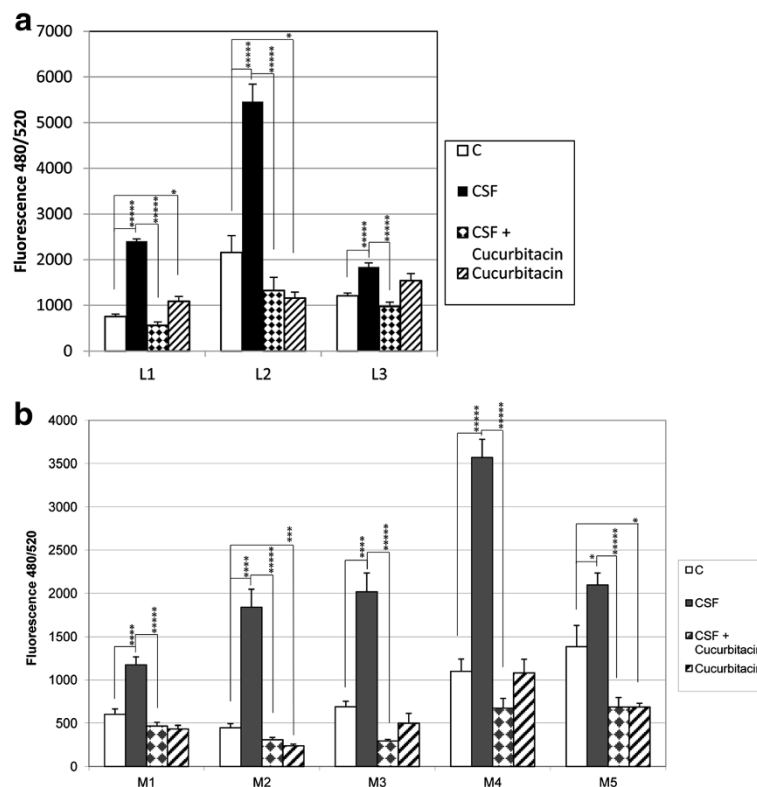 a
7000
6000
5000
4000
3000
2000
1000
0
Fluorescence 480/520
*****
*****
*
*****
*****
*
*****
*****
L1 L2 L3
C
CSF
CSF +
Cucurbitacin
Cucurbitacin
b
4000
3500
3000
2500
2000
1500
1000
500
0
Fluorescence 480/520
****
*****
****
*****
***
****
*****
*****
*****
*
*****
*
M1 M2 M3 M4 M5
C
CSF
CSF +
Cucurbitacin
Cucurbitacin